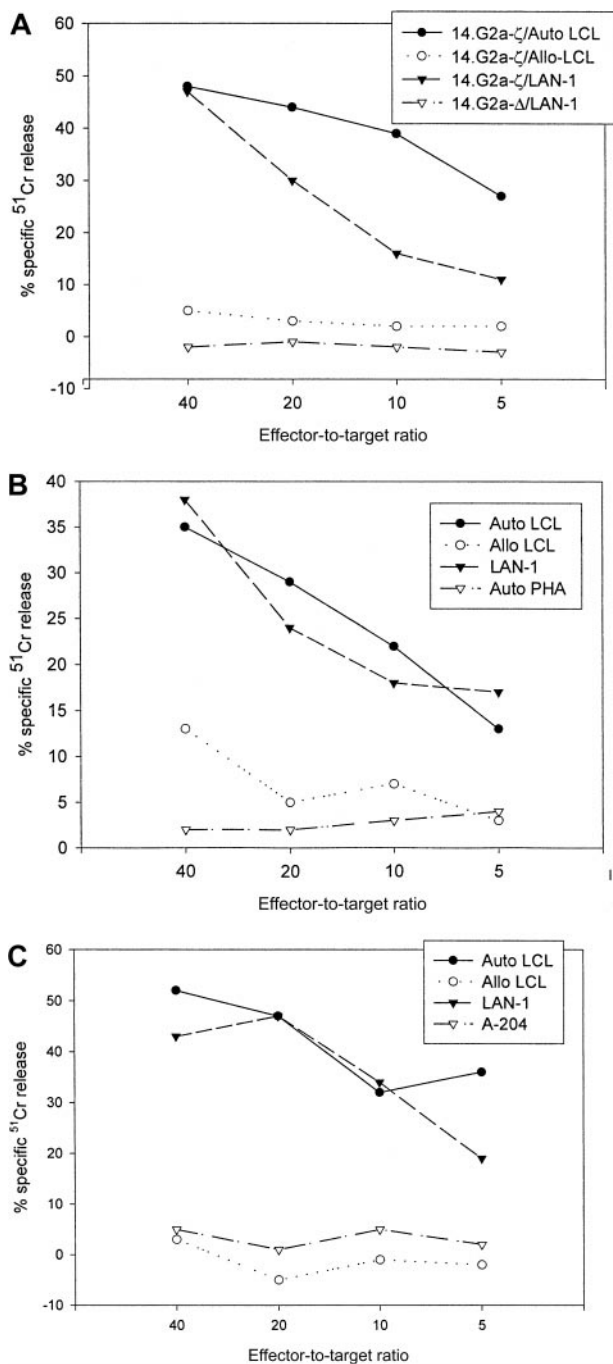 A
14.G2a-ζ/Auto LCL
14.G2a-ζ/Allo-LCL
14.G2a-ζ/LAN-1
14.G2a-Δ/LAN-1
% specific ⁵¹Cr release
60
50
40
30
20
10
0
-10
40 20 10 5
Effector-to-target ratio
B
Auto LCL
Allo LCL
LAN-1
Auto PHA
% specific ⁵¹Cr release
40
35
30
25
20
15
10
5
0
40 20 10 5
Effector-to-target ratio
C
Auto LCL
Allo LCL
LAN-1
A-204
% specific ⁵¹Cr release
60
50
40
30
20
10
0
-10
40 20 10 5
Effector-to-target ratio